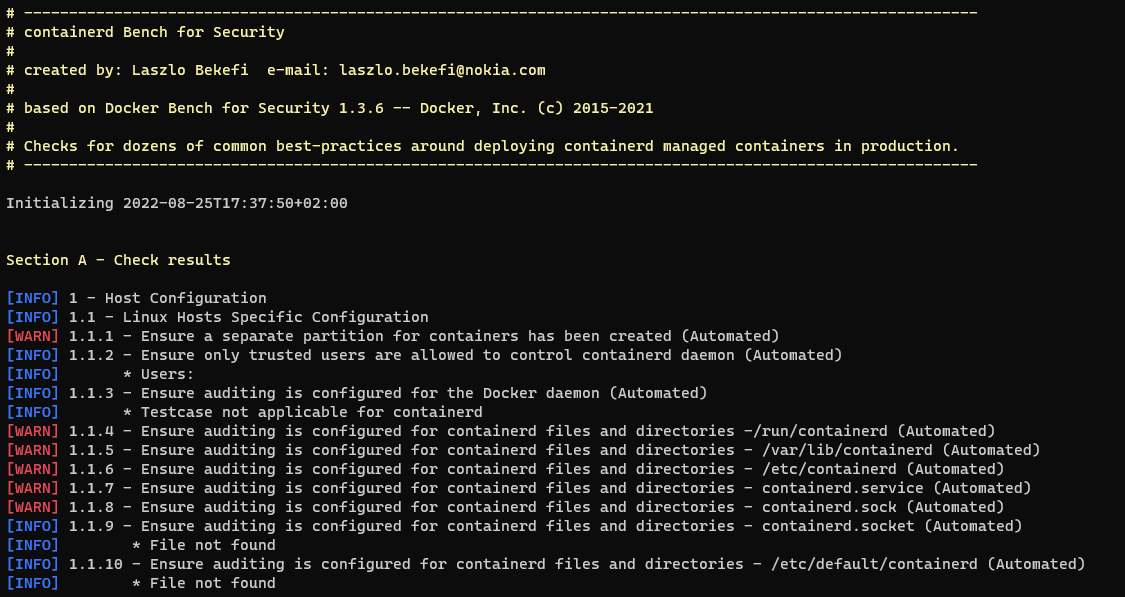 # ----------------------------------------------------------------------------------------------------------
# containerd Bench for Security
#
# created by: Laszlo Bekefi  e-mail: laszlo.bekefi@nokia.com
#
# based on Docker Bench for Security 1.3.6 -- Docker, Inc. (c) 2015-2021
#
# Checks for dozens of common best-practices around deploying containerd managed containers in production.
# ----------------------------------------------------------------------------------------------------------
Initializing 2022-08-25T17:37:50+02:00
Section A - Check results
[INFO] 1 - Host Configuration
[INFO] 1.1 - Linux Hosts Specific Configuration
[WARN] 1.1.1 - Ensure a separate partition for containers has been created (Automated)
[INFO] 1.1.2 - Ensure only trusted users are allowed to control containerd daemon (Automated)
[INFO]       * Users:
[INFO] 1.1.3 - Ensure auditing is configured for the Docker daemon (Automated)
[INFO]       * Testcase not applicable for containerd
[WARN] 1.1.4 - Ensure auditing is configured for containerd files and directories -/run/containerd (Automated)
[WARN] 1.1.5 - Ensure auditing is configured for containerd files and directories - /var/lib/containerd (Automated)
[WARN] 1.1.6 - Ensure auditing is configured for containerd files and directories - /etc/containerd (Automated)
[WARN] 1.1.7 - Ensure auditing is configured for containerd files and directories - containerd.service (Automated)
[WARN] 1.1.8 - Ensure auditing is configured for containerd files and directories - containerd.sock (Automated)
[INFO] 1.1.9 - Ensure auditing is configured for containerd files and directories - containerd.socket (Automated)
[INFO]        * File not found
[INFO] 1.1.10 - Ensure auditing is configured for containerd files and directories - /etc/default/containerd (Automated)
[INFO]        * File not found